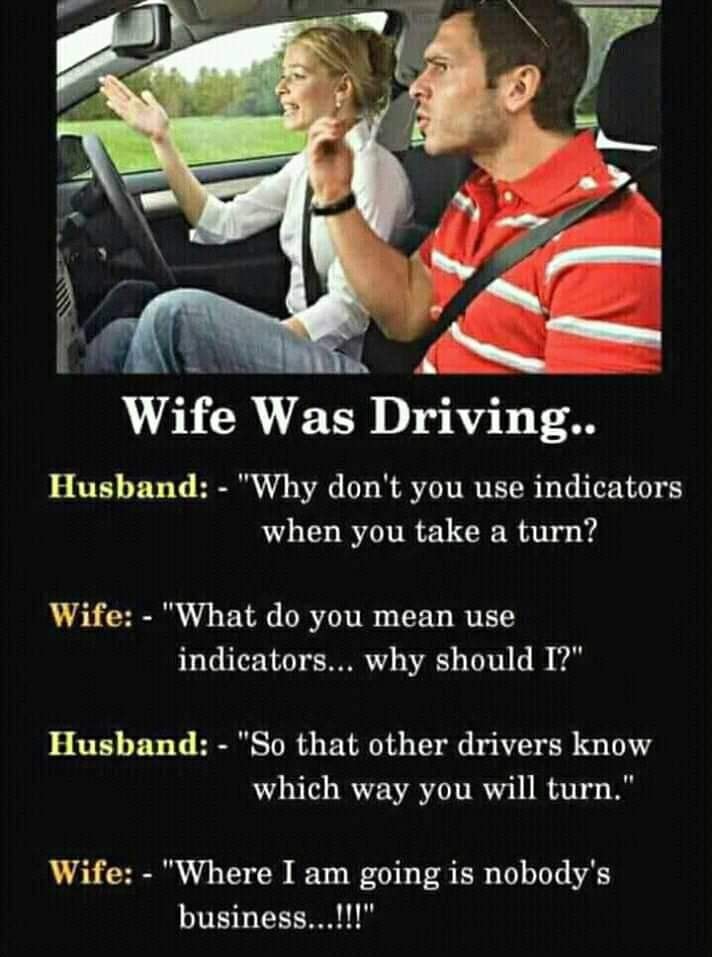 Wife Was Driving..
Husband: - "Why don't you use indicators
when you take a turn?
Wife: - "What do you mean use
indicators... why should I?"
Husband: - "So that other drivers know
which way you will turn."
Wife: - "Where I am going is nobody's
business...!!!"